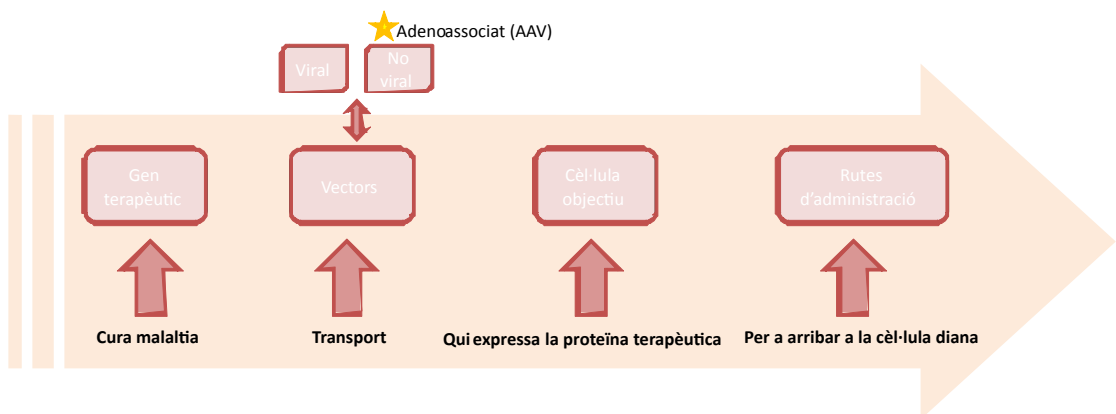 Adenoassociat (AAV)
Viral
No
viral
Gen
terapèutic
Vectors
Cèl·lula
objectiu
Rutes
d'administració
Cura malaltia
Transport
Qui expressa la proteïna terapèutica
Per a arribar a la cèl·lula diana